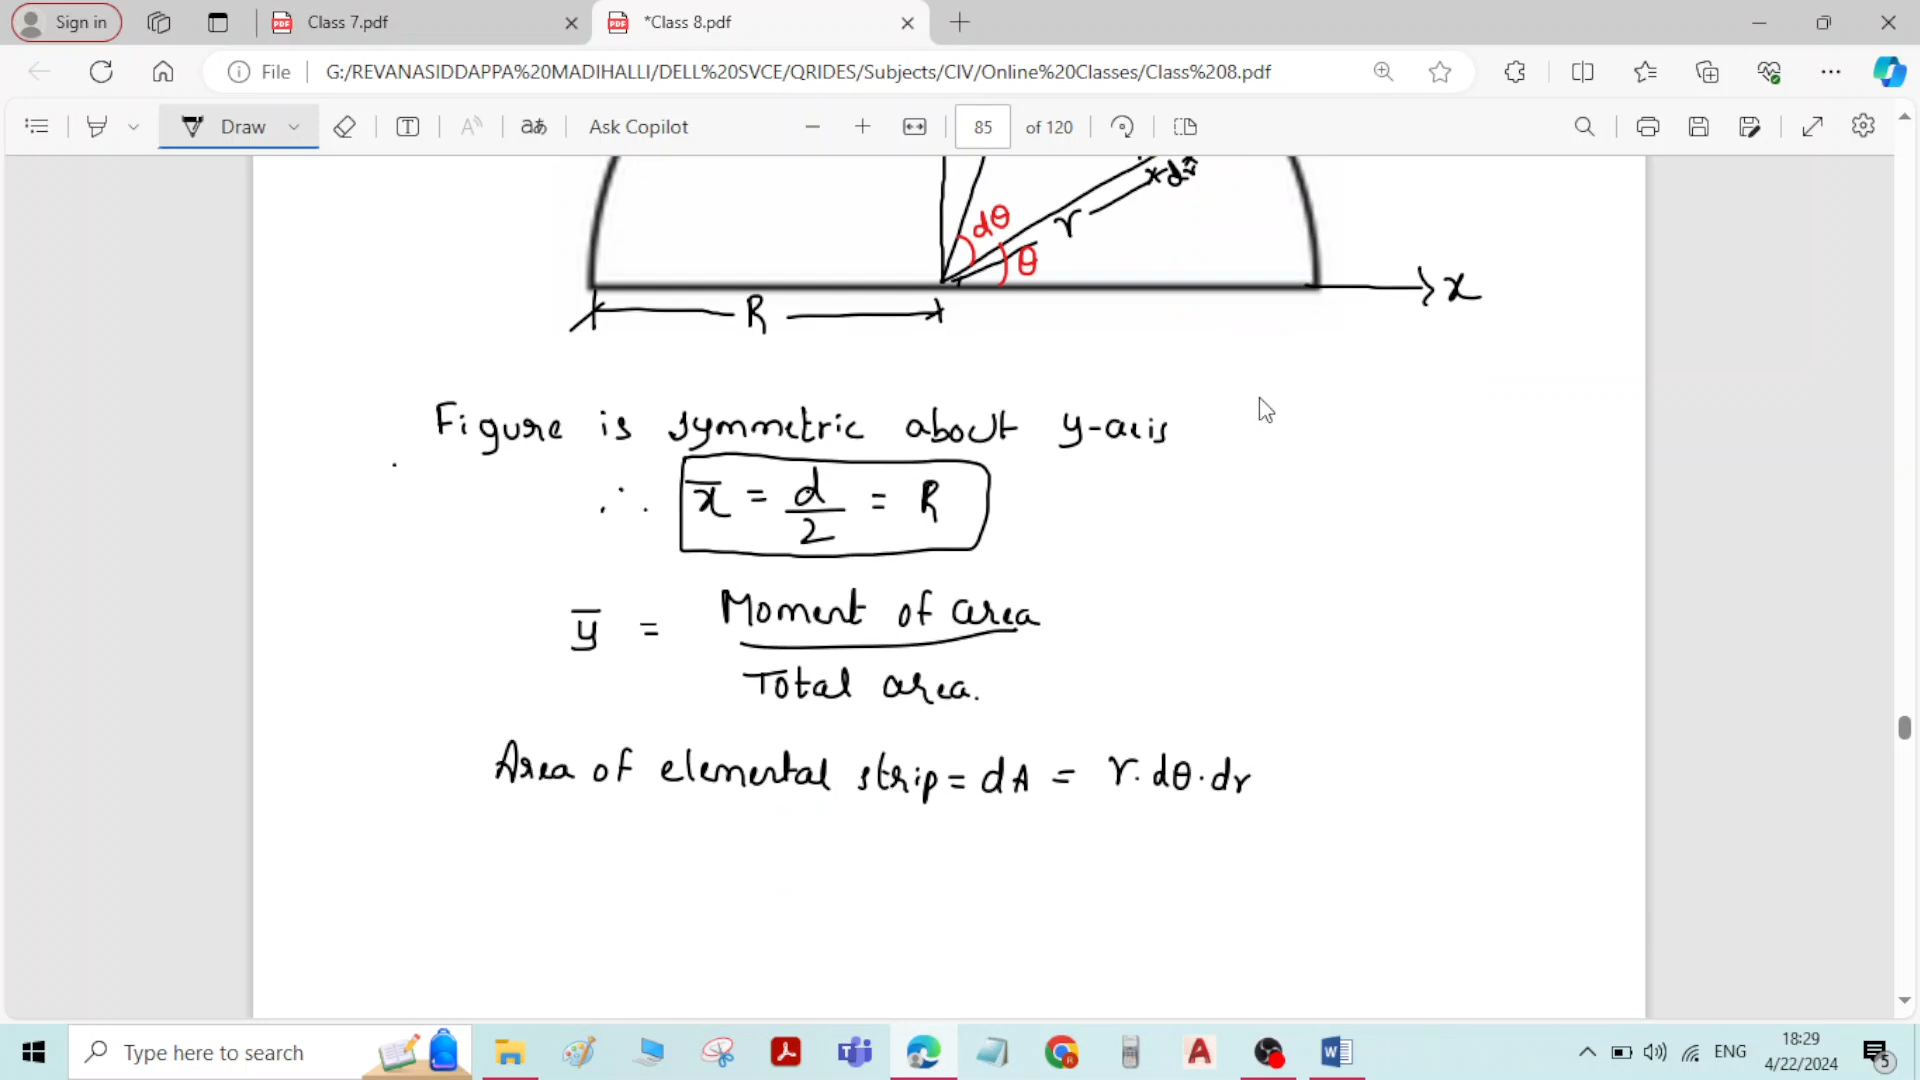 Sign in
Class 7.pdf
*Class 8.pdf
File
G:/REVANASIDDAPPA%20MADIHALLI/DELL%20SVCE/QRIDES/Subjects/CIV/Online%20Classes/Class%208.pdf
Draw
Ask Copilot
85 of 120
dr
dθ
r
θ
R
x
Figure is symmetric about y-axis
∴ x̄ = d/2 = R
ȳ = Moment of area
Total area.
Area of elemental strip = dA = r.dθ.dr
Type here to search
ENG
18:29
4/22/2024
5